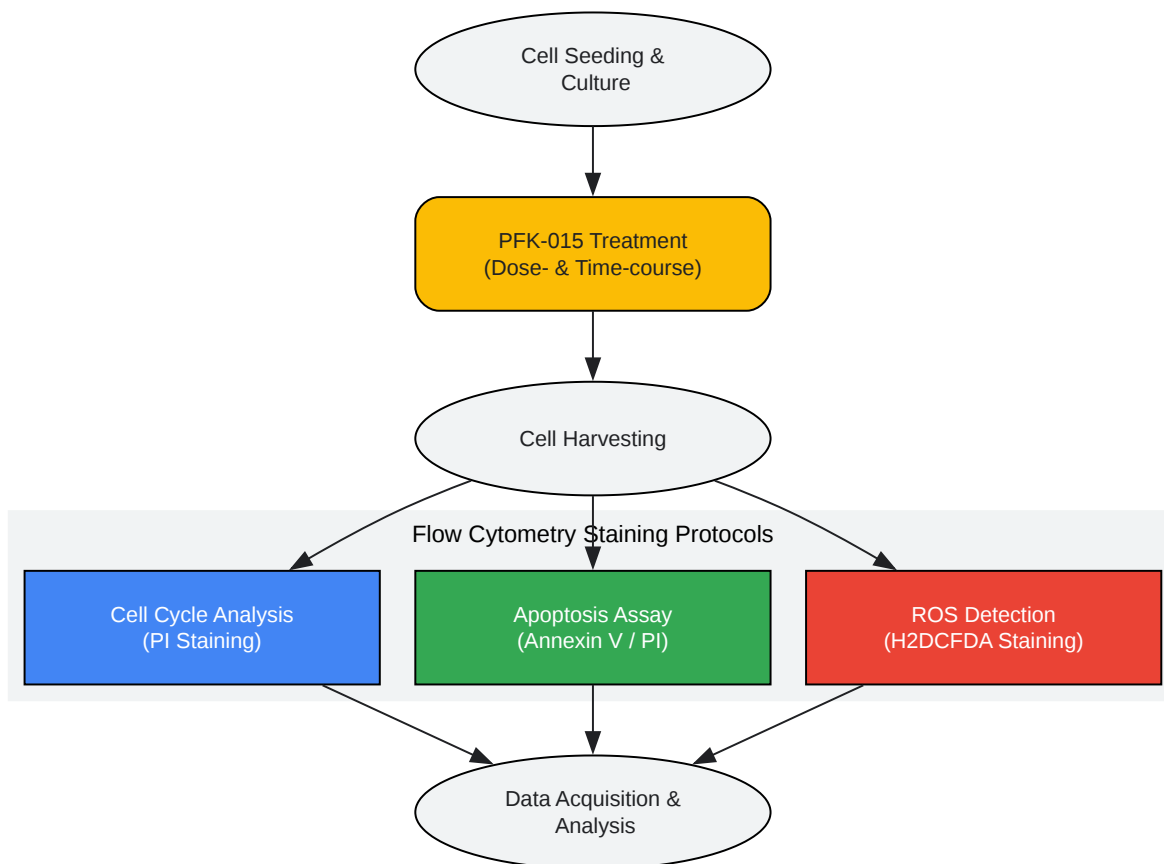 Cell Seeding &
Culture
PFK-015 Treatment
(Dose- & Time-course)
Cell Harvesting
Flow Cytometry Staining Protocols
Cell Cycle Analysis
(PI Staining)
Apoptosis Assay
(Annexin V / PI)
ROS Detection
(H2DCFDA Staining)
Data Acquisition &
Analysis